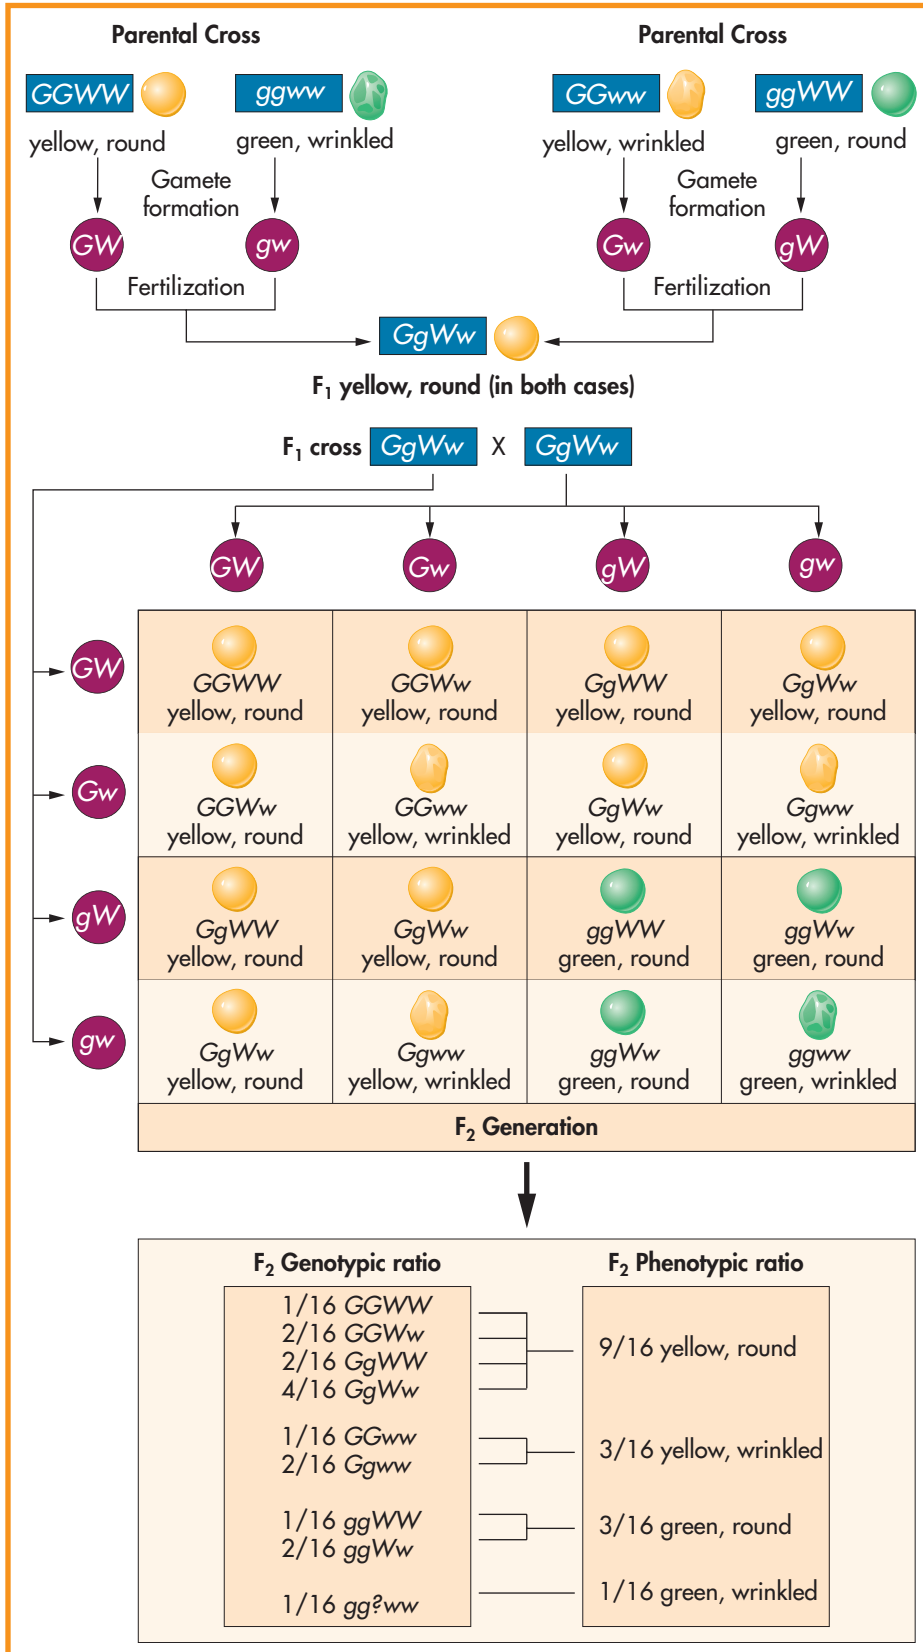 Parental Cross
Parental Cross
GGWW
ggww
GGww
ggWW
yellow, round
green, wrinkled
yellow, wrinkled
green, round
Gamete
formation
Gamete
formation
GW
gw
Gw
gW
Fertilization
Fertilization
GgWw
F₁ yellow, round (in both cases)
F₁ cross GgWw X GgWw
GW Gw gW gw
GW
GGWW GGWw GgWW GgWw
yellow, round yellow, round yellow, round yellow, round
Gw
GGWw GGww GgWw Ggww
yellow, round yellow, wrinkled yellow, round yellow, wrinkled
gW
GgWW GgWw ggWW ggWw
yellow, round yellow, round green, round green, round
gw
GgWw Ggww ggWw ggww
yellow, round yellow, wrinkled green, round green, wrinkled
F₂ Generation
F₂ Genotypic ratio
F₂ Phenotypic ratio
1/16 GGWW
2/16 GGWw
2/16 GgWW
4/16 GgWw
9/16 yellow, round
1/16 GGww
2/16 Ggww
3/16 yellow, wrinkled
1/16 ggWW
2/16 ggWw
3/16 green, round
1/16 gg?ww
1/16 green, wrinkled